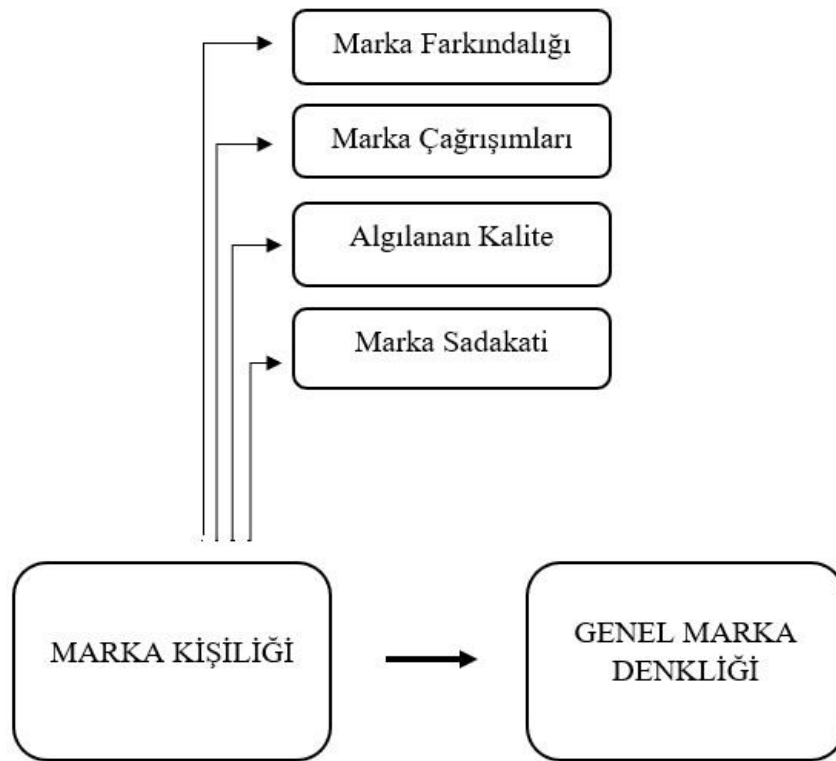 Marka Farkındalığı
Marka Çağrışımları
Algılanan Kalite
Marka Sadakati
MARKA KİŞİLİĞİ
GENEL MARKA
DENKLİĞİ